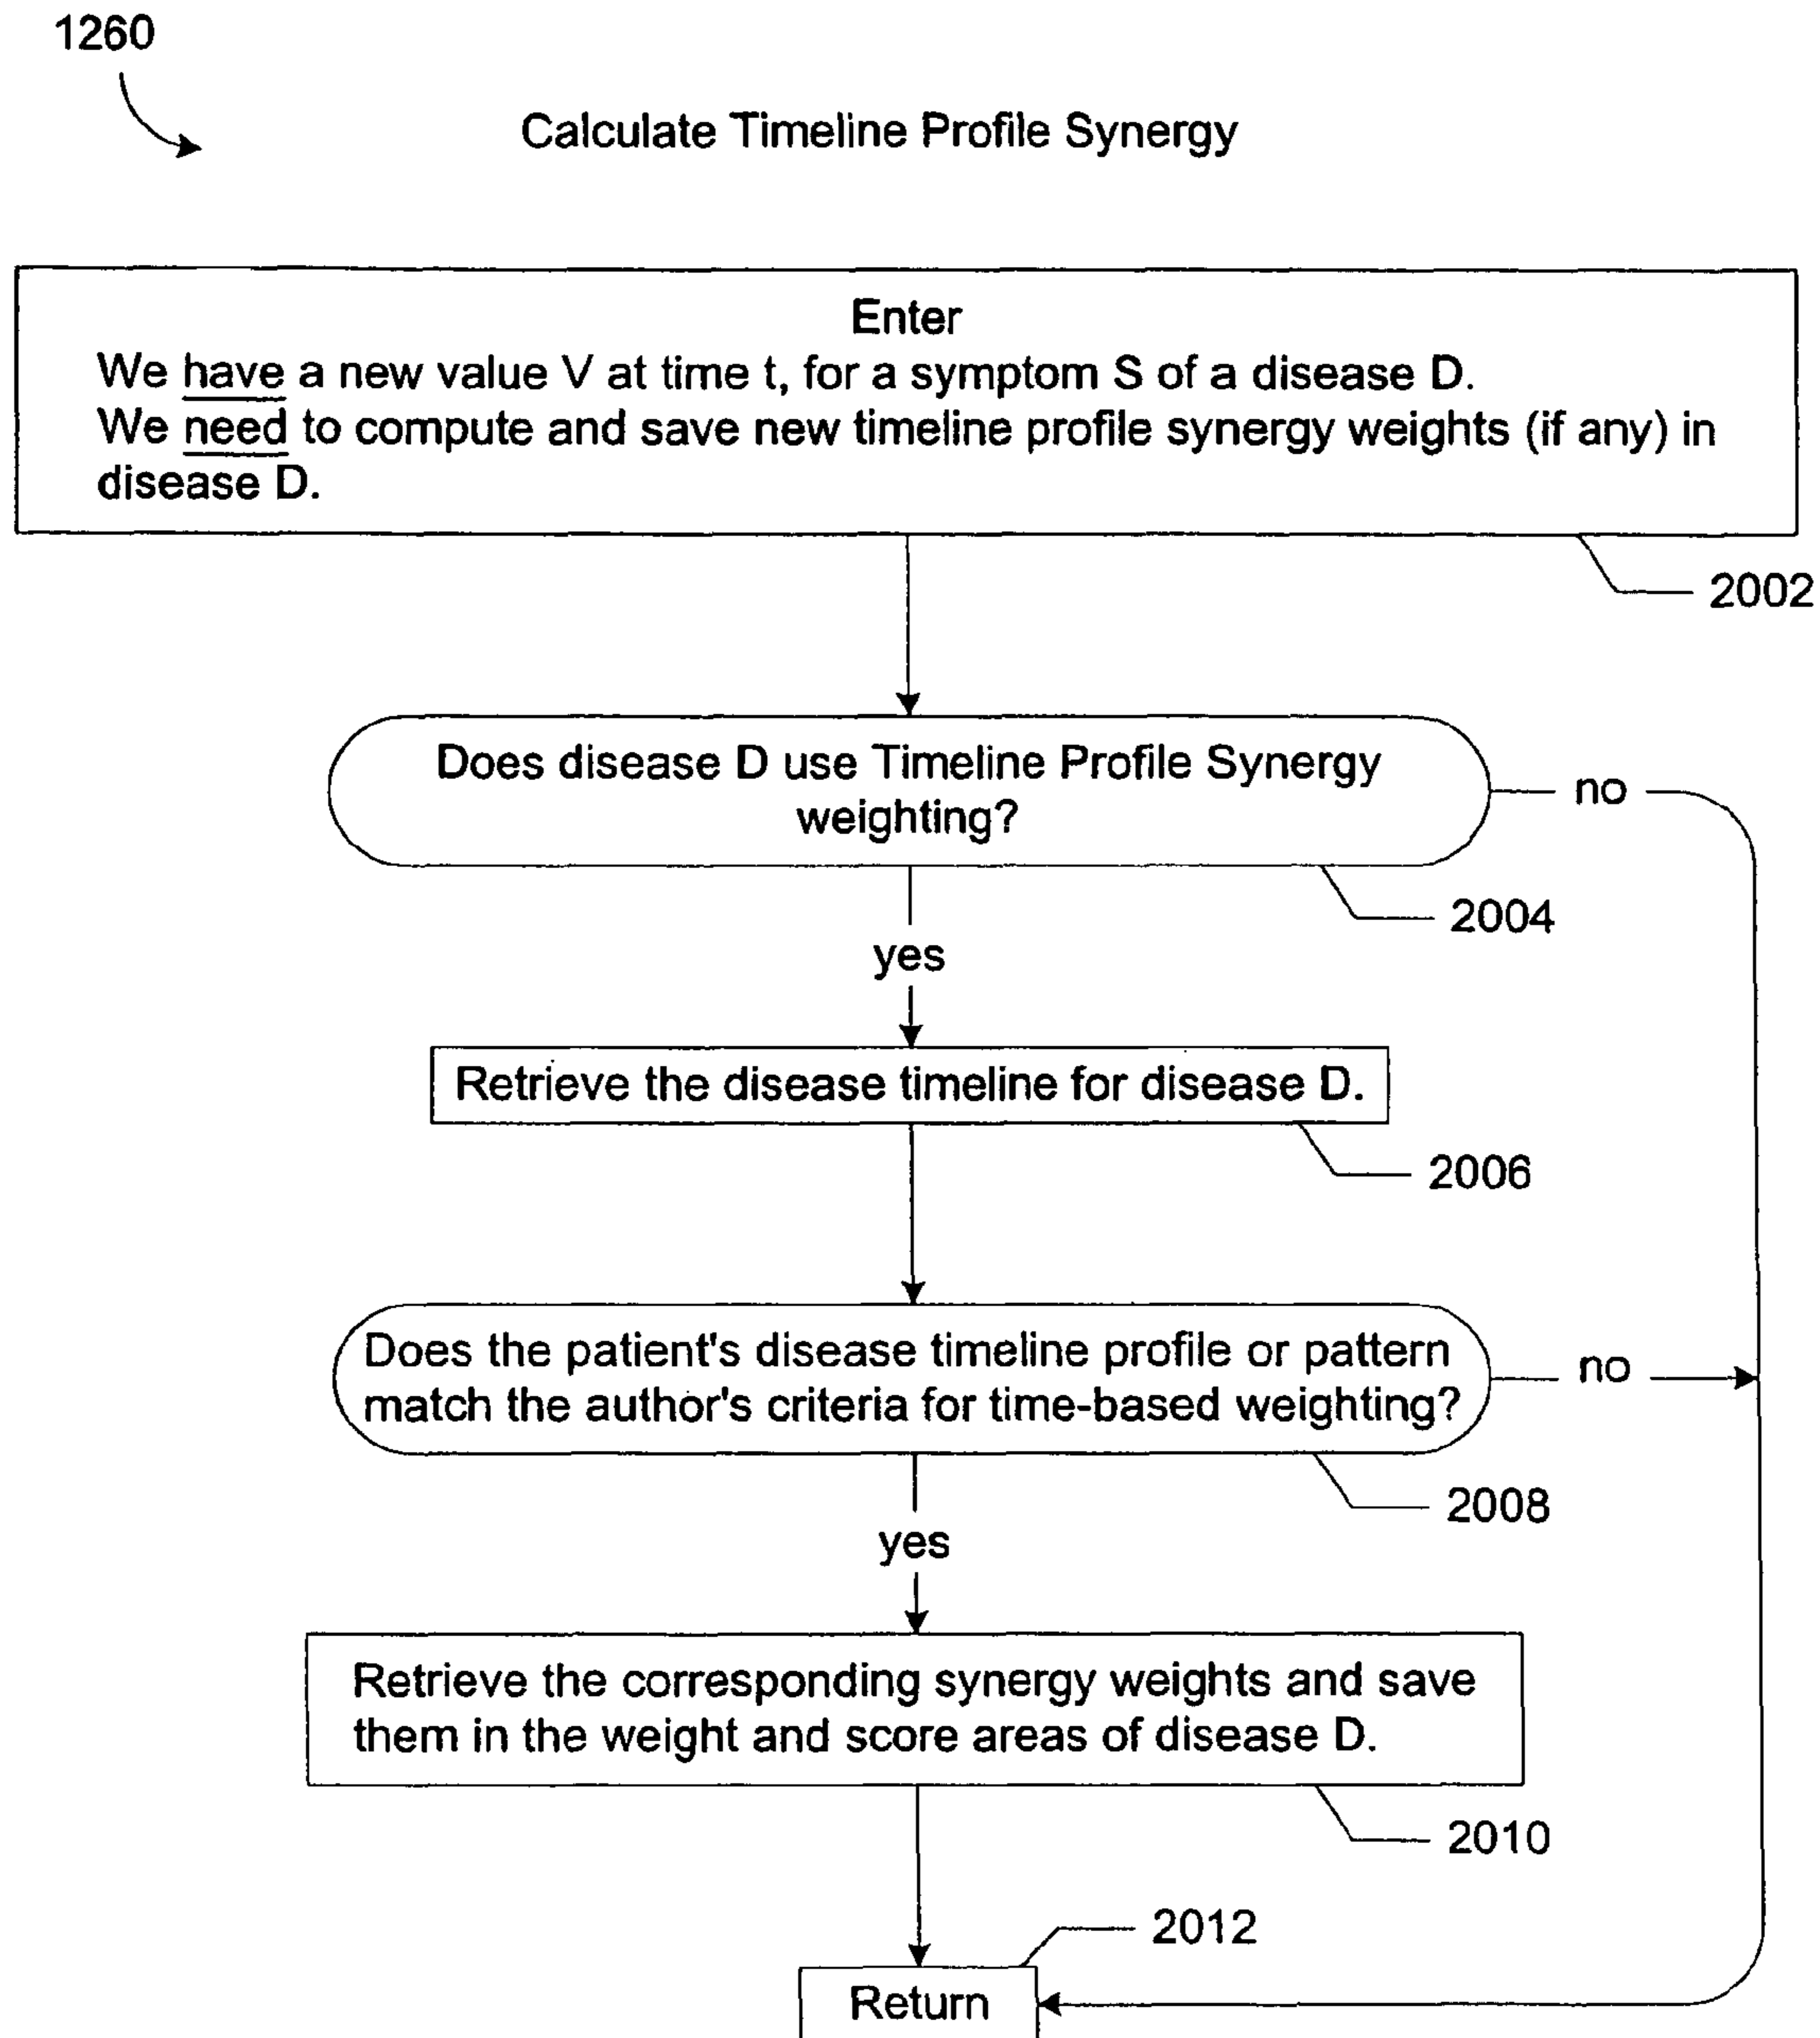 1260
Calculate Timeline Profile Synergy
Enter
We have a new value V at time t, for a symptom S of a disease D.
We need to compute and save new timeline profile synergy weights (if any) in
disease D.
2002
Does disease D use Timeline Profile Synergy
weighting?
no
2004
yes
Retrieve the disease timeline for disease D.
2006
Does the patient's disease timeline profile or pattern
match the author's criteria for time-based weighting?
no
2008
yes
Retrieve the corresponding synergy weights and save
them in the weight and score areas of disease D.
2010
2012
Return